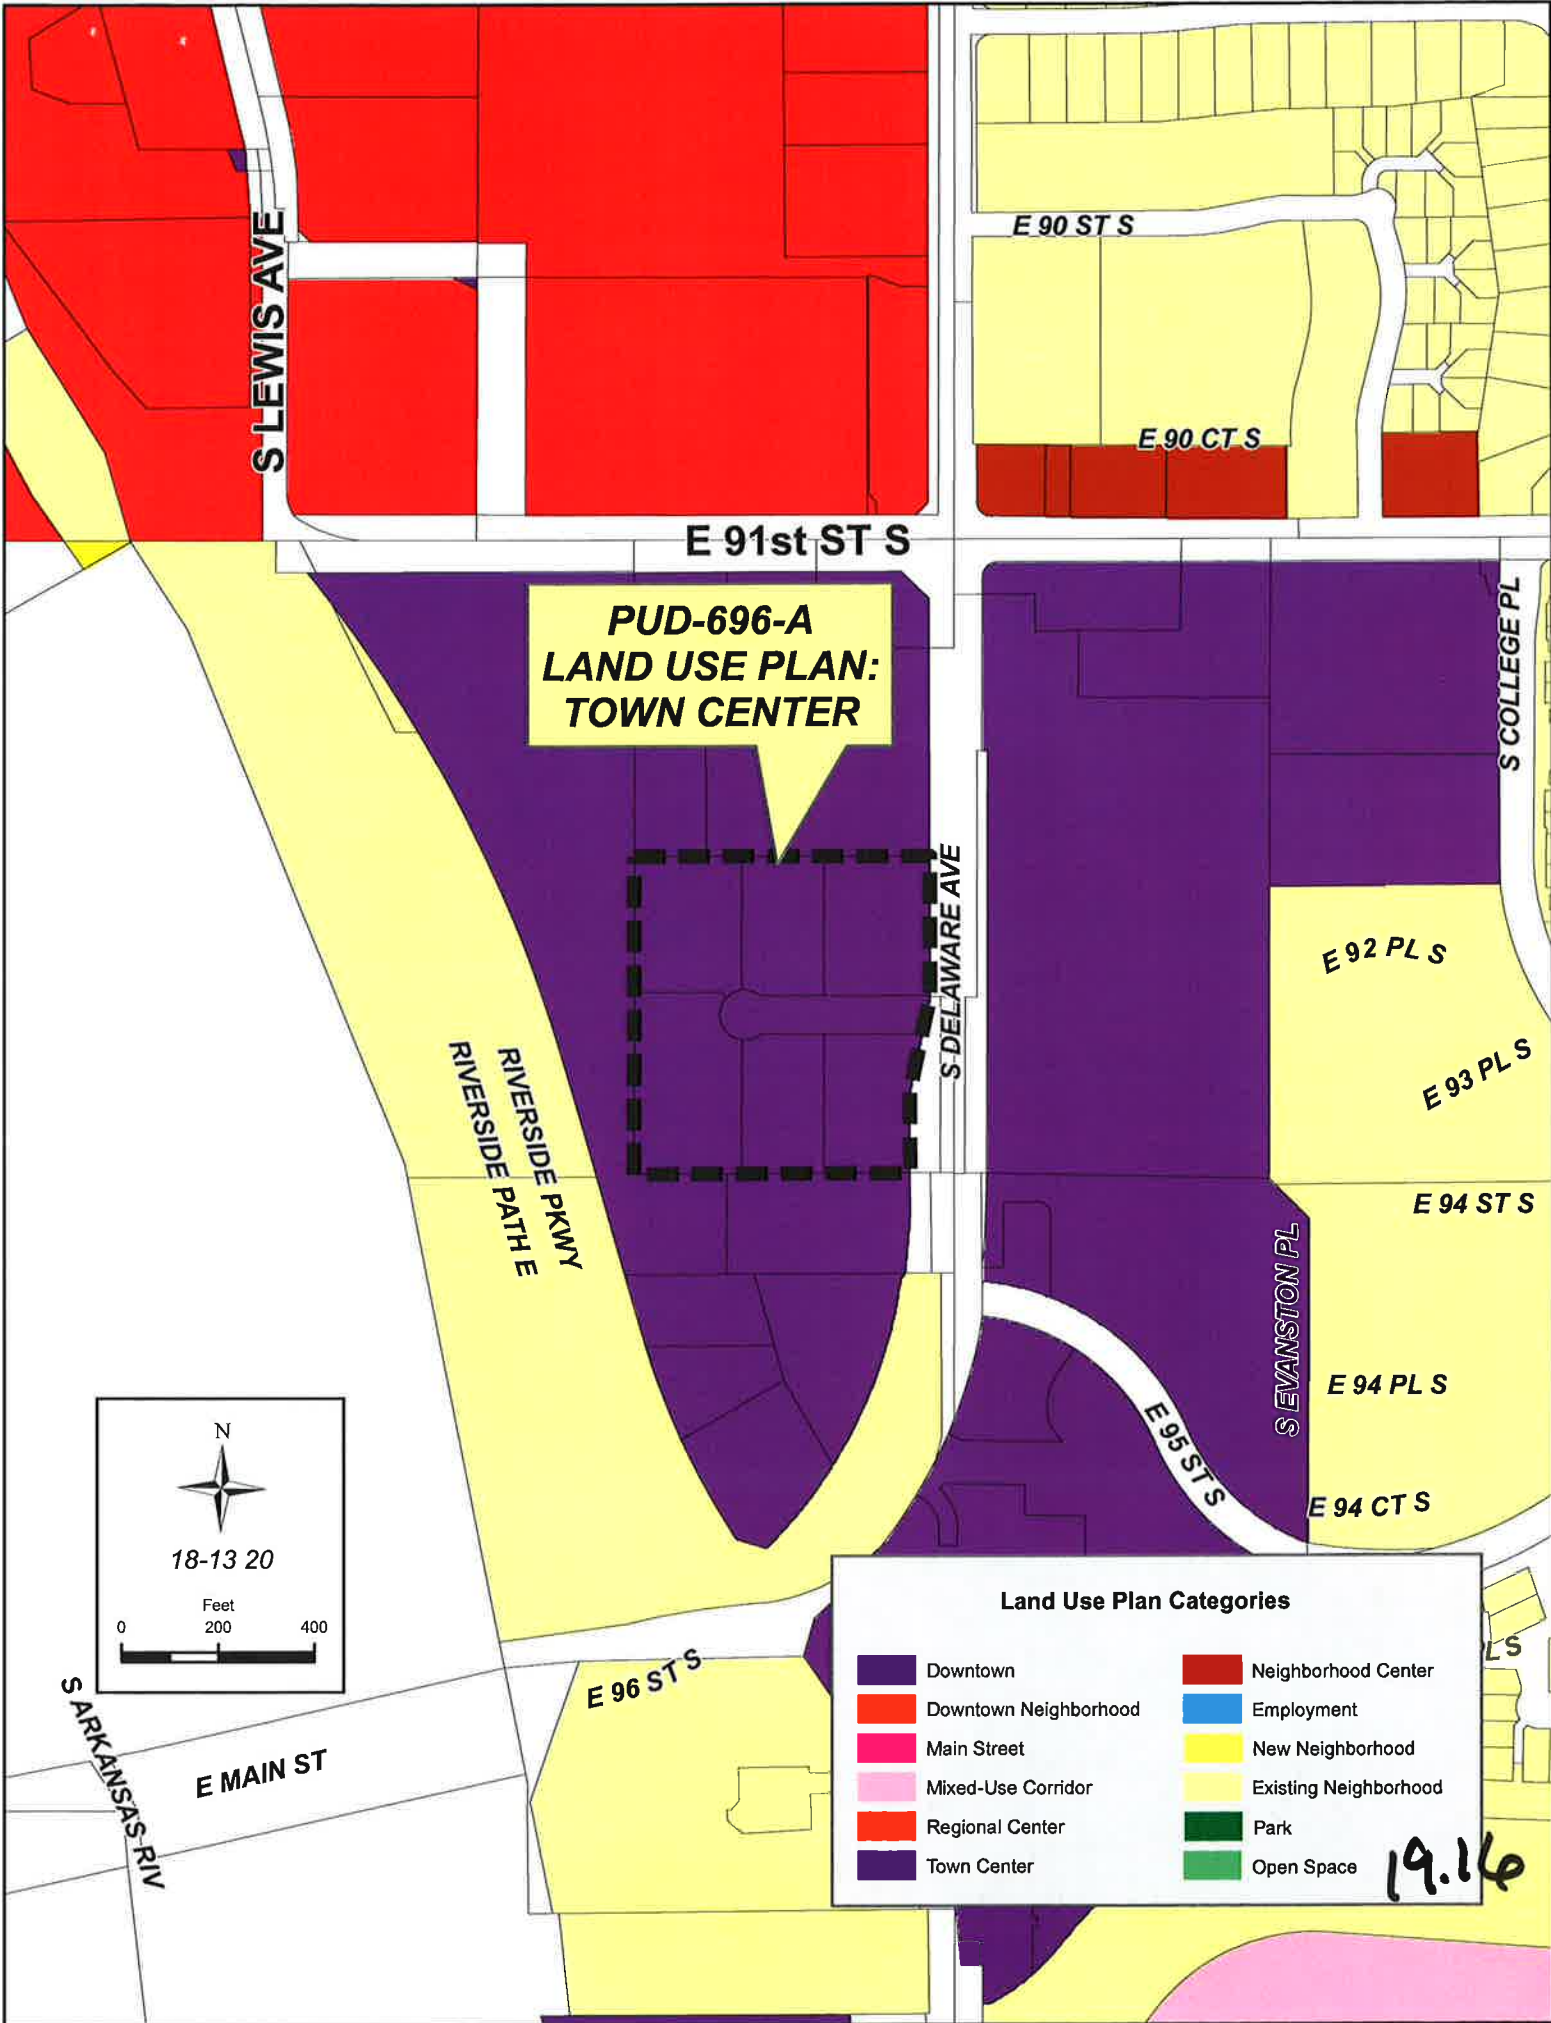 S LEWIS AVE
E 90 ST S
E 90 CT S
E 91st ST S
PUD-696-A
LAND USE PLAN:
TOWN CENTER
S COLLEGE PL
S DELAWARE AVE
E 92 PL S
E 93 PL S
RIVERSIDE PKWY
RIVERSIDE PATH E
E 94 ST S
S EVANSTON PL
E 94 PL S
E 95 ST S
E 94 CT S
N
18-13 20
Feet
0 200 400
E 96 ST S
E MAIN ST
S ARKANSAS RIV
LS
Land Use Plan Categories
Downtown
Downtown Neighborhood
Main Street
Mixed-Use Corridor
Regional Center
Town Center
Neighborhood Center
Employment
New Neighborhood
Existing Neighborhood
Park
Open Space
19.16